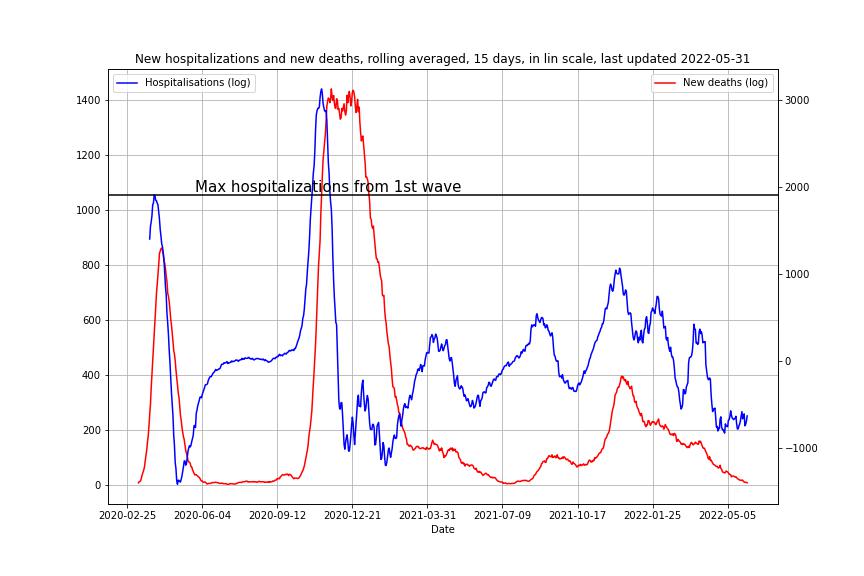 New hospitalizations and new deaths, rolling averaged, 15 days, in lin scale, last updated 2022-05-31
Hospitalisations (log)
New deaths (log)
Max hospitalizations from 1st wave
1400
1200
1000
800
600
400
200
0
3000
2000
1000
0
−1000
2020-02-25 2020-06-04 2020-09-12 2020-12-21 2021-03-31 2021-07-09 2021-10-17 2022-01-25 2022-05-05
Date